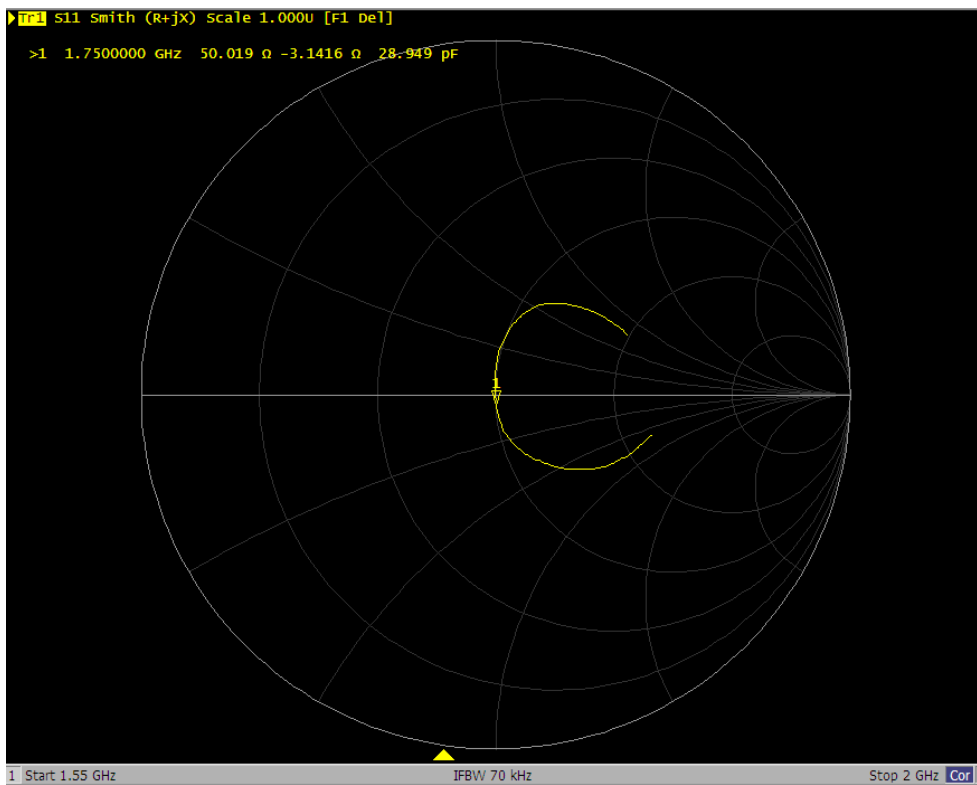 Tr1 S11 Smith (R+jX) Scale 1.000U [F1 Del]
>1 1.7500000 GHz 50.019 Ω -3.1416 Ω 28.949 pF
1
1 Start 1.55 GHz IFBW 70 kHz Stop 2 GHz Cor